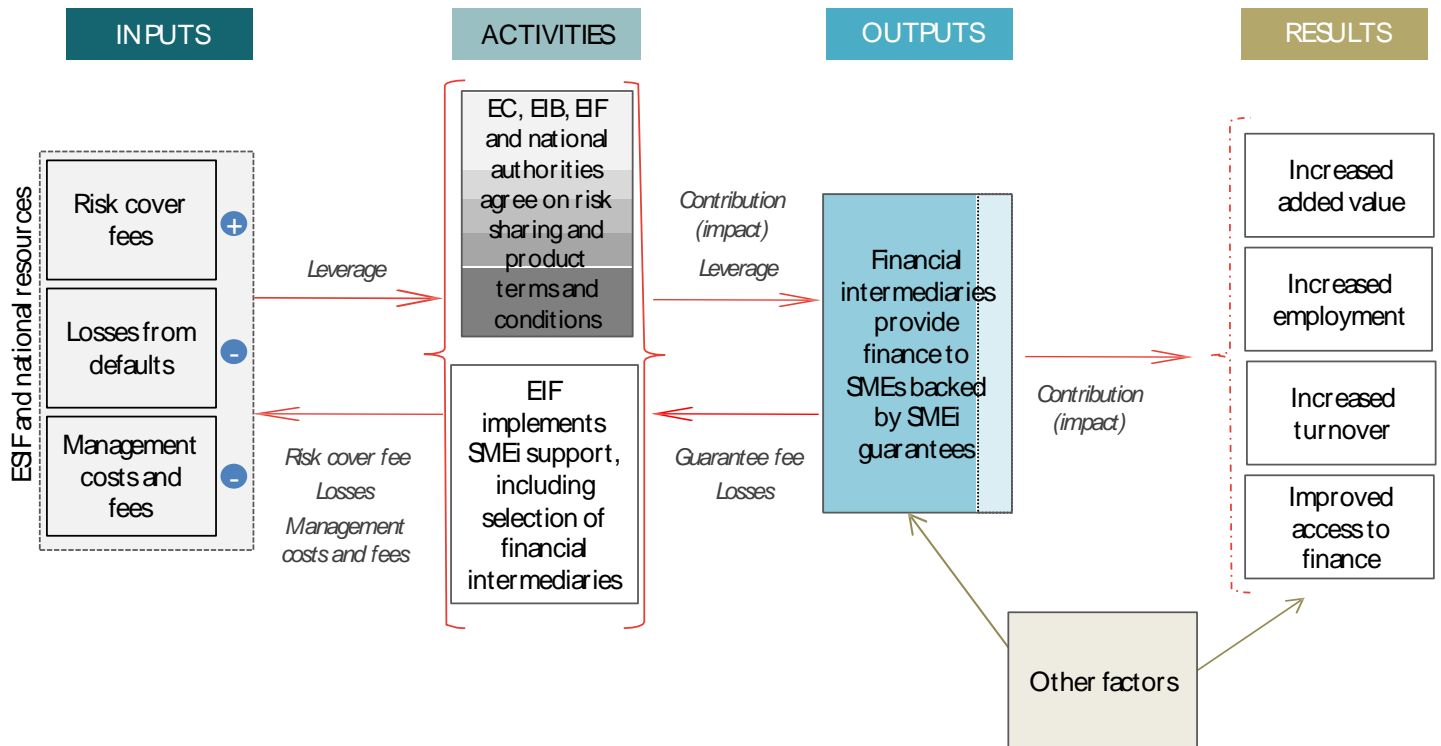 INPUTS
ACTIVITIES
OUTPUTS
RESULTS
ESIF and national resources
Risk cover
fees
+
Losses from
defaults
-
Management
costs and
fees
-
Leverage
Risk cover fee
Losses
Management
costs and fees
EC, EIB, EIF
and national
authorities
agree on risk
sharing and
product
terms and
conditions
EIF
implements
SMEi support,
including
selection of
financial
intermediaries
Contribution
(impact)
Leverage
Guarantee fee
Losses
Financial
intermediaries
provide
finance to
SMEs backed
by SMEi
guarantees
Contribution
(impact)
Increased
added value
Increased
employment
Increased
turnover
Improved
access to
finance
Other factors